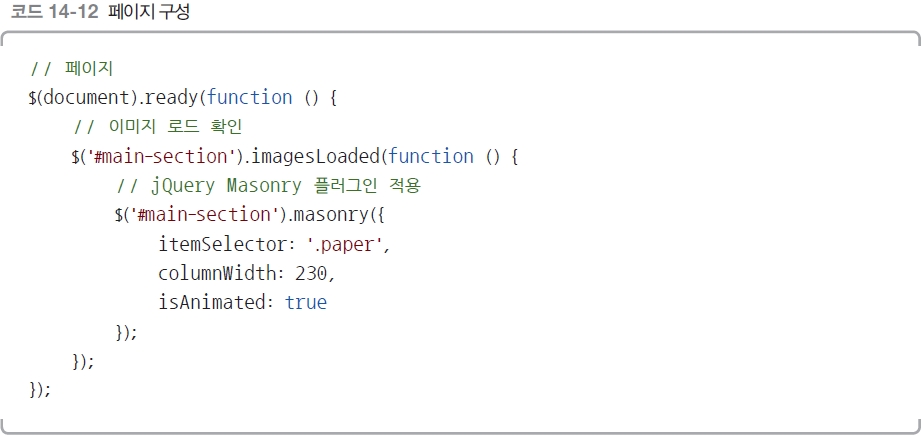 코드 14-12 페이지 구성
// 페이지
$(document).ready(function () {
// 이미지 로드 확인
$('#main-section').imagesLoaded(function () {
// jQuery Masonry 플러그인 적용
$('#main-section').masonry({
itemSelector: '.paper',
columnWidth: 230,
isAnimated: true
});
});
});